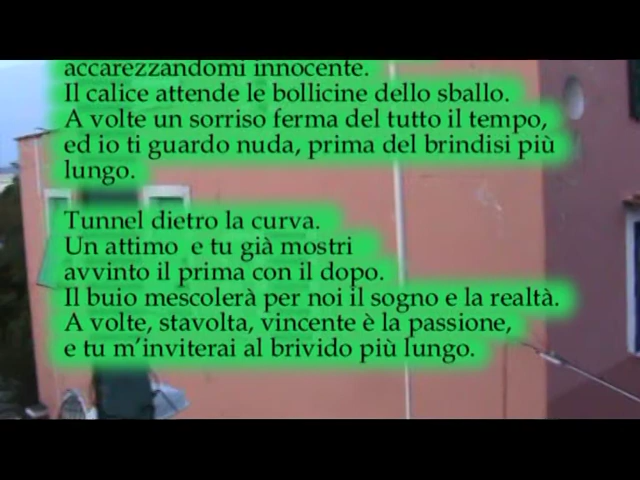 accarezzandomi innocente.
Il calice attende le bollicine dello sballo.
A volte un sorriso ferma del tutto il tempo,
ed io ti guardo nuda, prima del brindisi più
lungo.
Tunnel dietro la curva.
Un attimo  e tu già mostri
avvinto il prima con il dopo.
Il buio mescolerà per noi il sogno e la realtà.
A volte, stavolta, vincente è la passione,
e tu m’inviterai al brivido più lungo.